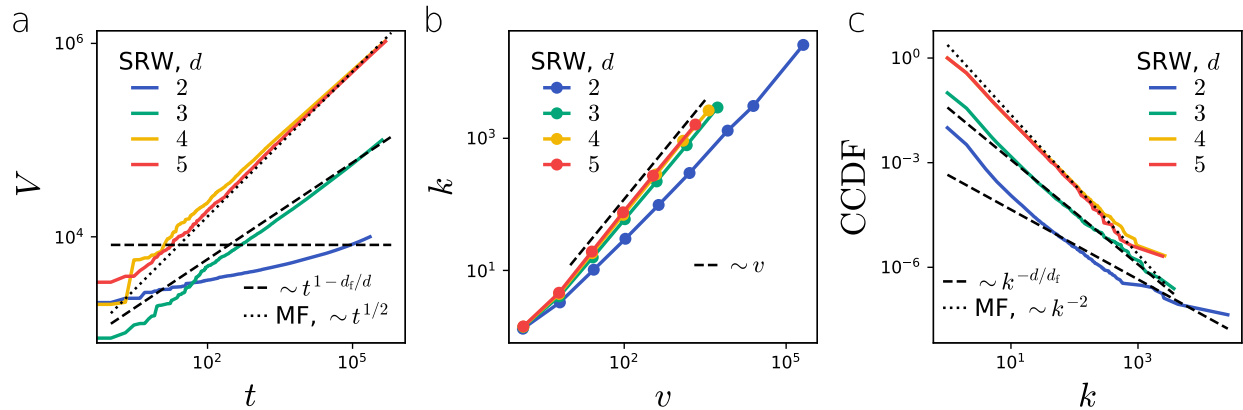 a
10^6
10^4
V
SRW, d
2
3
4
5
~ t^{1-d_f/d}
MF, ~ t^{1/2}
10^2
10^5
t
b
10^3
10^1
k
SRW, d
2
3
4
5
~ v
10^2
10^5
v
c
10^0
10^{-3}
10^{-6}
CCDF
SRW, d
2
3
4
5
~ k^{-d/d_f}
MF, ~ k^{-2}
10^1
10^3
k